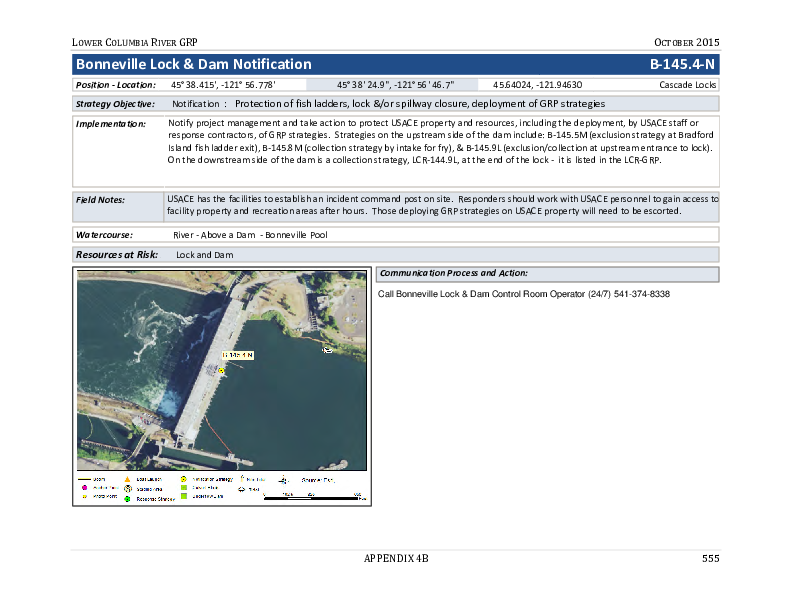 LOWER COLUMBIA RIVER GRP OCTOBER 2015
Bonneville Lock & Dam Notification B-145.4-N
Position - Location: 45° 38.415', -121° 56.778' 45° 38' 24.9", -121° 56' 46.7" 45.64024, -121.94630 Cascade Locks
Strategy Objective: Notification : Protection of fish ladders, lock &/or spillway closure, deployment of GRP strategies
Implementation: Notify project management and take action to protect USACE property and resources, including the deployment, by USACE staff or
response contractors, of GRP strategies. Strategies on the upstream side of the dam include: B-145.5M (exclusion strategy at Bradford
Island fish ladder exit), B-145.8M (collection strategy by intake for fry), & B-145.9L (exclusion/collection at upstream entrance to lock).
On the downstream side of the dam is a collection strategy, LCR-144.9L, at the end of the lock - it is listed in the LCR-GRP.
Field Notes: USACE has the facilities to establish an incident command post on site. Responders should work with USACE personnel to gain access to
facility property and recreation areas after hours. Those deploying GRP strategies on USACE property will need to be escorted.
Watercourse: River - Above a Dam - Bonneville Pool
Resources at Risk: Lock and Dam
Communication Process and Action:
Call Bonneville Lock & Dam Control Room Operator (24/7) 541-374-8338
B-145.4-N
Boom Boat Launch Notification Strategy
Staging Area
Response Strategy
APPENDIX 4B 555